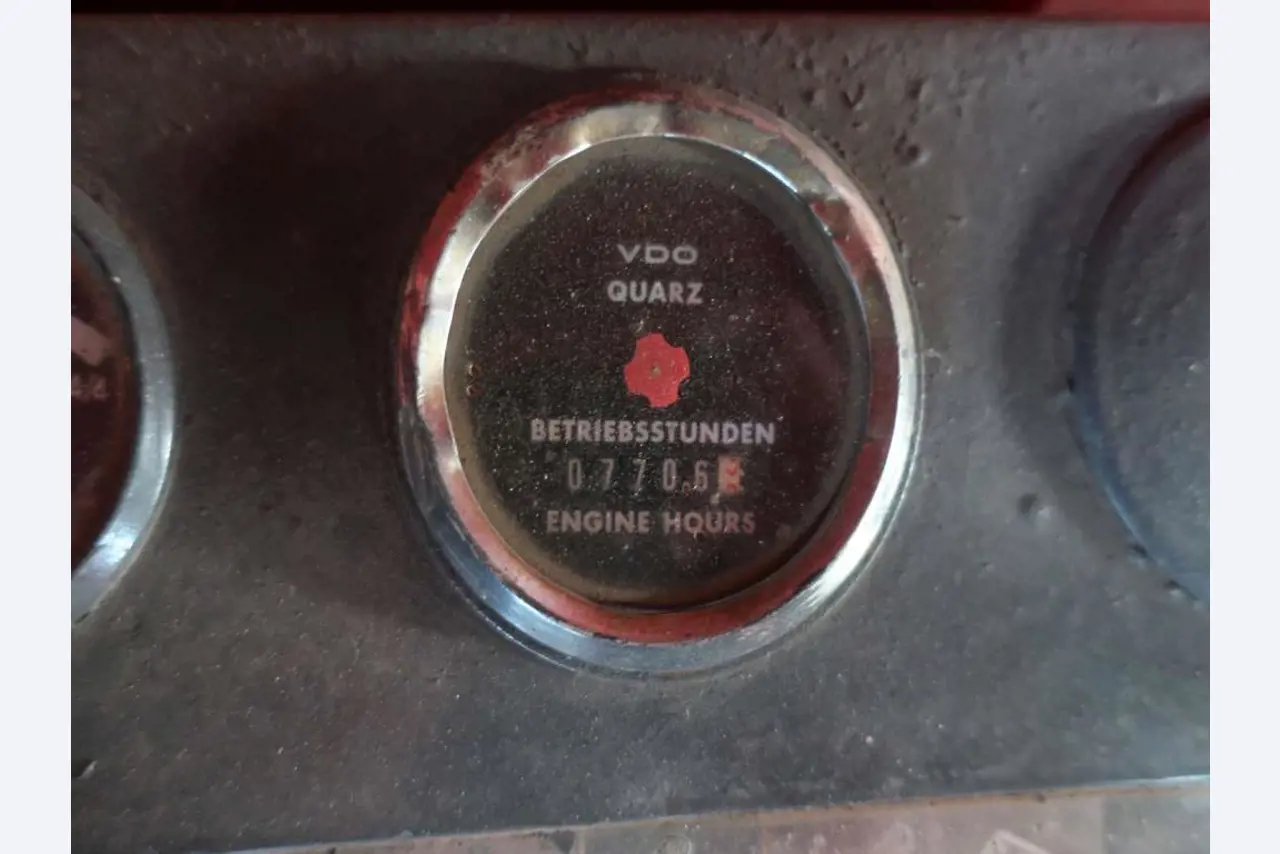 VDO
QUARZ
BETRIEBSSTUNDEN
07706
ENGINE HOURS